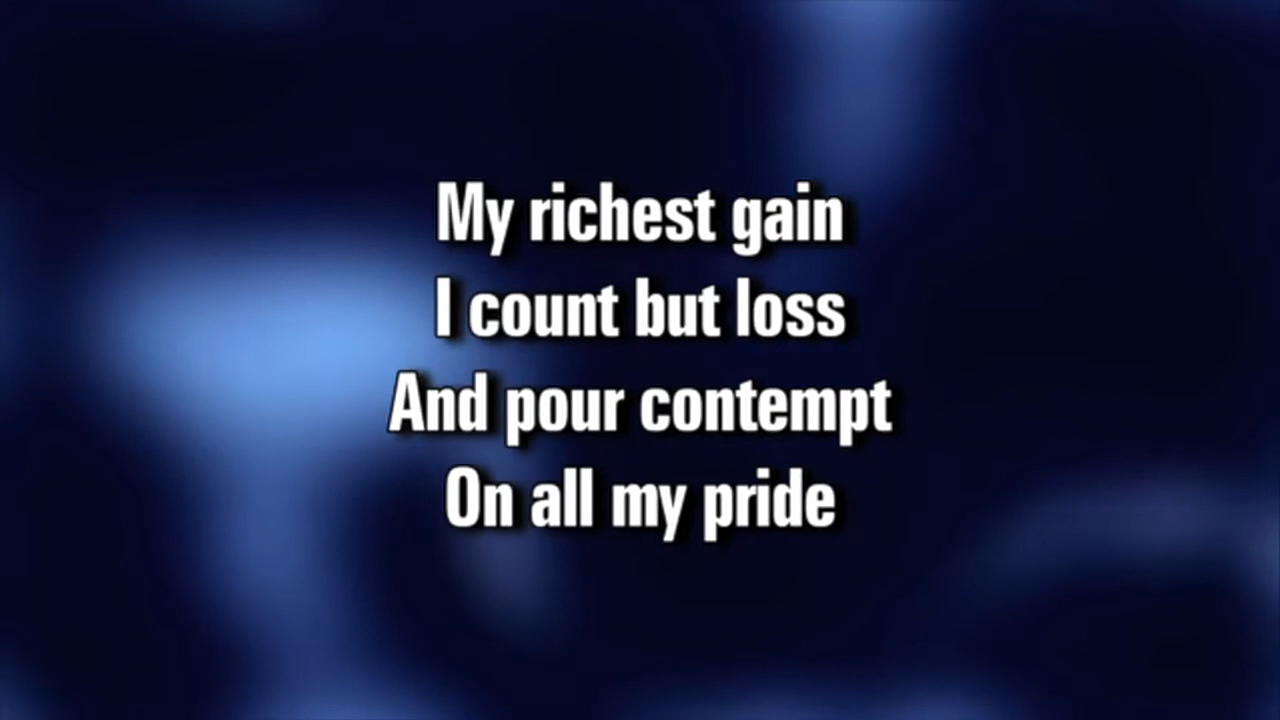 My richest gain
I count but loss
And pour contempt
On all my pride